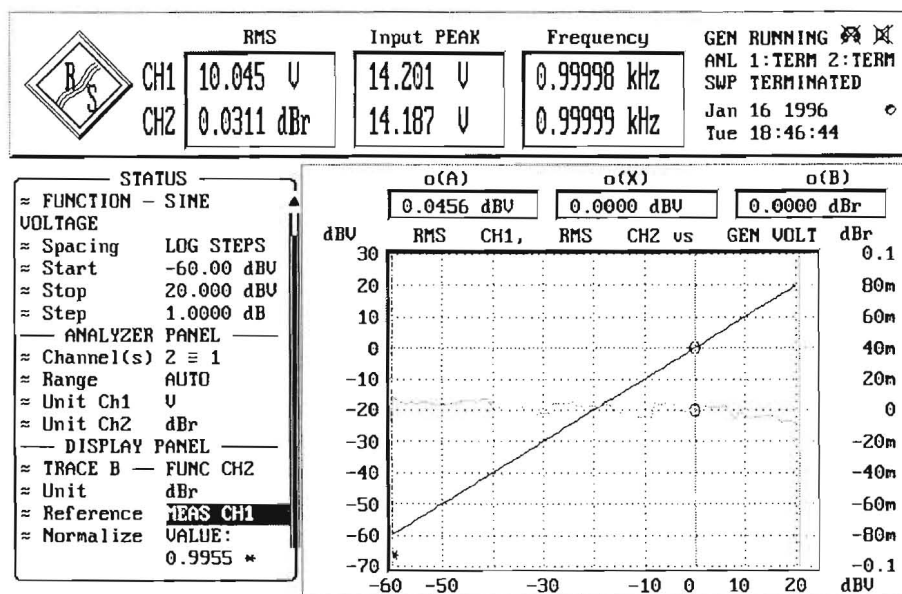 RMS Input PEAK Frequency
R S
CH1 10.045 V 14.201 V 0.99998 kHz
CH2 0.0311 dBr 14.187 V 0.99999 kHz
GEN RUNNING
ANL 1:TERM 2:TERM
SWP TERMINATED
Jan 16 1996
Tue 18:46:44
STATUS
≈ FUNCTION — SINE
VOLTAGE
≈ Spacing LOG STEPS
≈ Start -60.00 dBV
≈ Stop 20.000 dBV
≈ Step 1.0000 dB
ANALYZER PANEL
≈ Channel(s) 2 ≡ 1
≈ Range AUTO
≈ Unit Ch1 V
≈ Unit Ch2 dBr
DISPLAY PANEL
≈ TRACE B — FUNC CH2
≈ Unit dBr
≈ Reference MEAS CH1
≈ Normalize VALUE:
0.9955 *
o(A) o(X) o(B)
0.0456 dBV 0.0000 dBV 0.0000 dBr
dBV RMS CH1, RMS CH2 vs GEN VOLT dBr
30 0.1
20 80m
10 60m
0 40m
-10 20m
-20 0
-30 -20m
-40 -40m
-50 -60m
-60 -80m
-70 -0.1
-60 -50 -30 -10 0 10 20 dBV